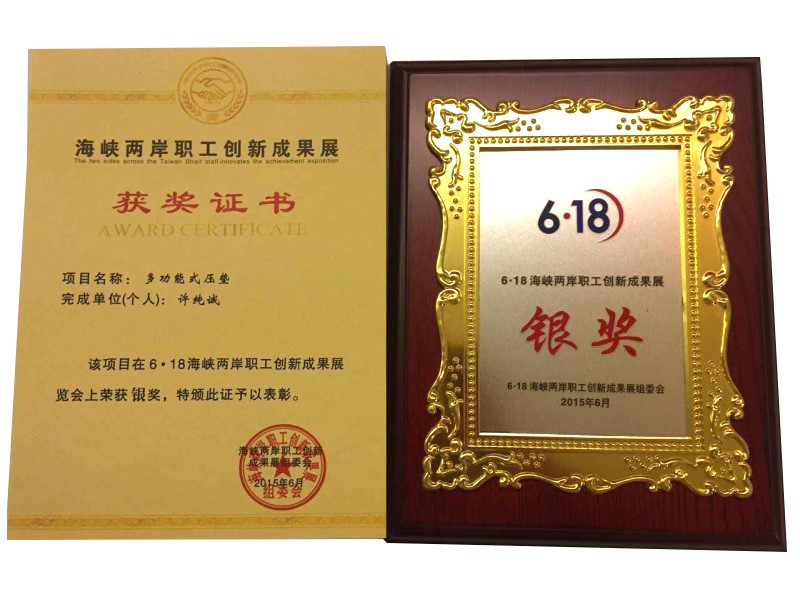 海峡两岸职工创新成果展
The two sides across the Taiwan Strait staff innovates the achievement exposition
获奖证书
AWARD CERTIFICATE
项目名称：多功能式压垫
完成单位(个人)：许纯诚
该项目在6·18海峡两岸职工创新成果展
览会上荣获银奖，特颁此证予以表彰。
海峡两岸职工创新
成果展组委会
2015年6月
组委会
6·18
6·18海峡两岸职工创新成果展
银奖
6·18海峡两岸职工创新成果展组委会
2015年6月